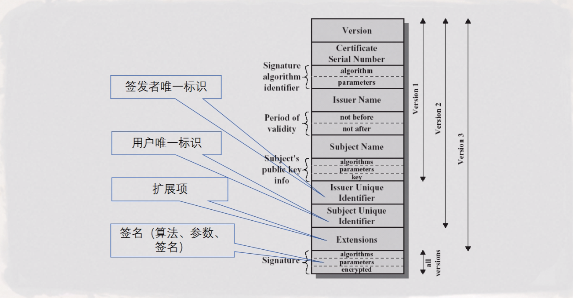 Version
Certificate
Serial Number
Signature
algorithm
identifier
algorithm
parameters
Issuer Name
Period of
validity
not before
not after
Subject Name
Subject's
public key
info
algorithms
parameters
key
Issuer Unique
Identifier
Subject Unique
Identifier
Extensions
Signature
algorithms
parameters
encrypted
Version 1
Version 2
Version 3
all
versions
签发者唯一标识
用户唯一标识
扩展项
签名（算法、参数、
签名）